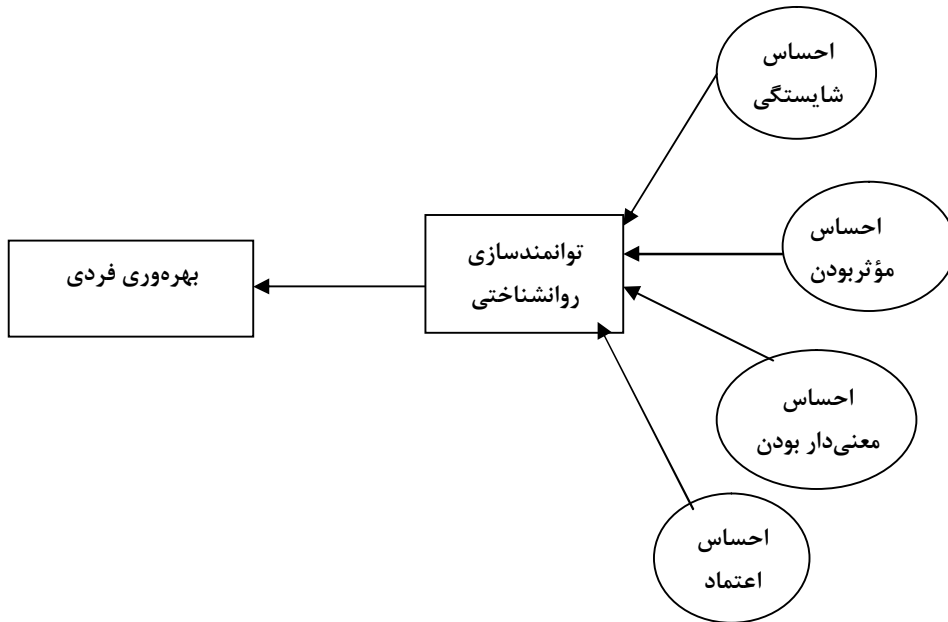 احساس
شایستگی
احساس
مؤثربودن
توانمندسازی
روانشناختی
بهره‌وری فردی
احساس
معنی‌دار بودن
احساس
اعتماد